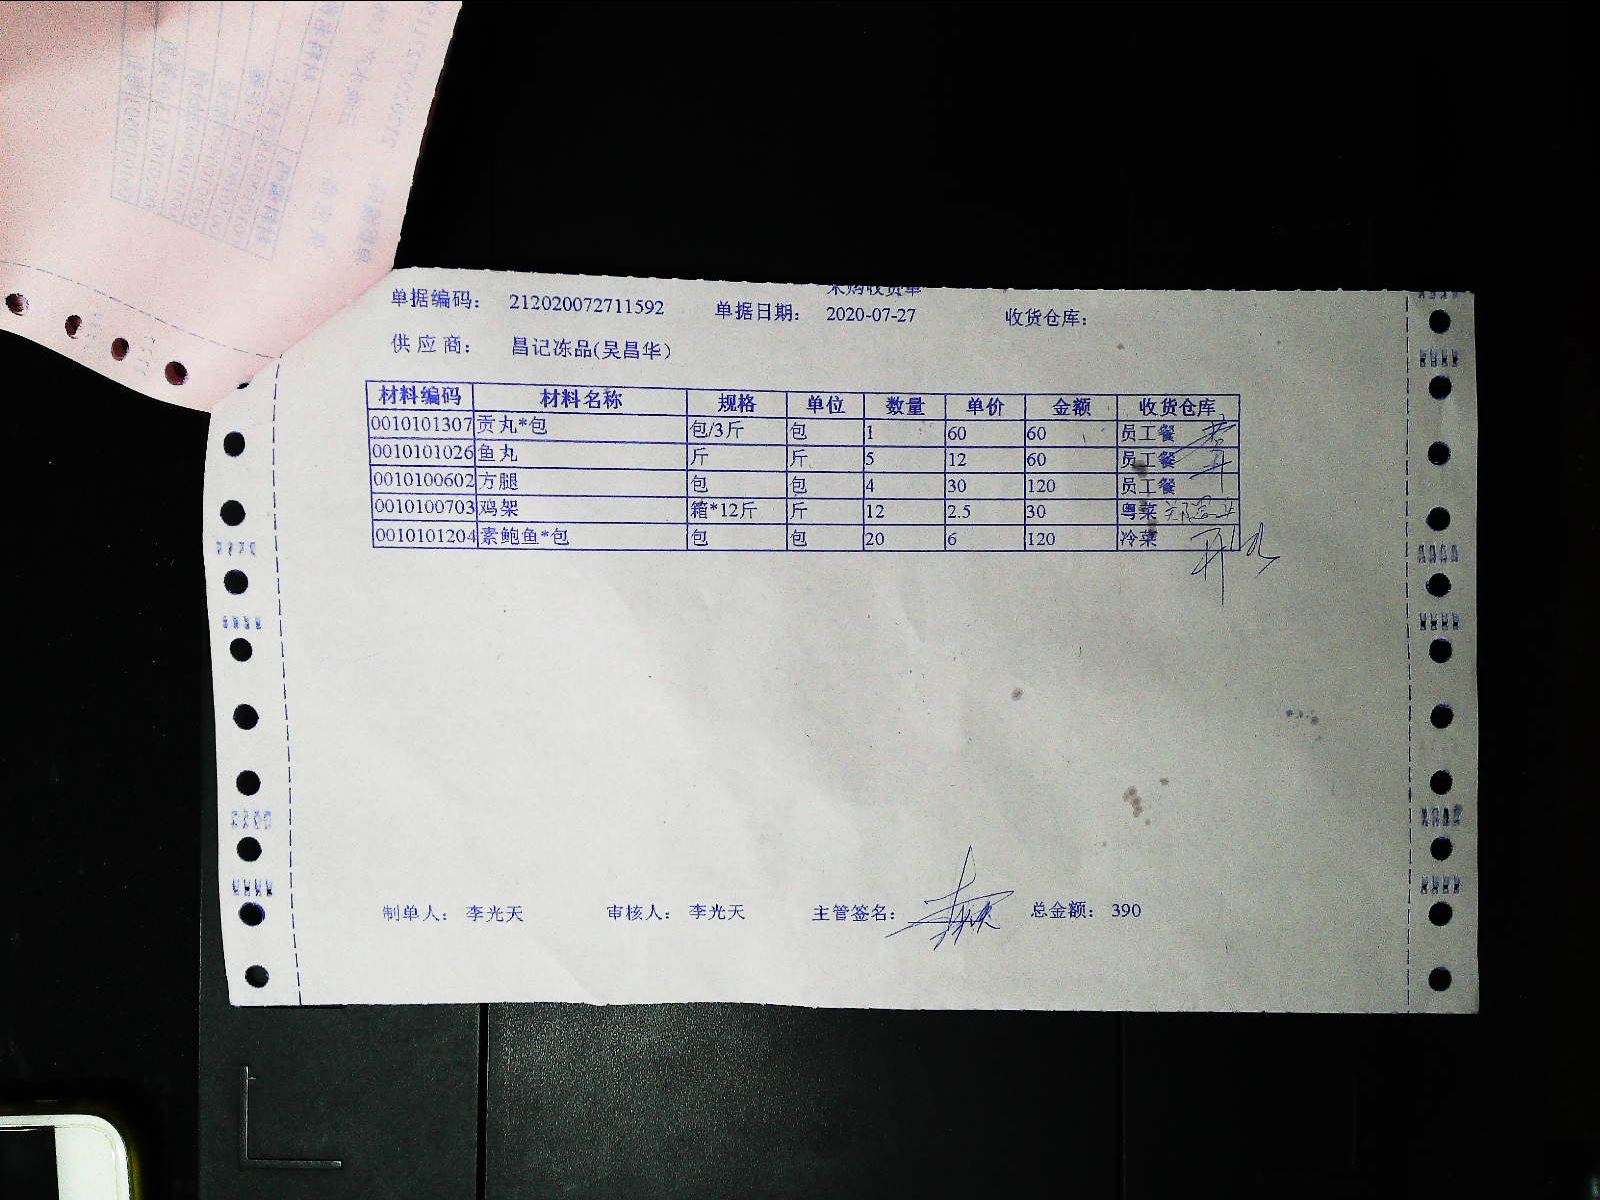 采购收货单
单据编码： 212020072711592 单据日期： 2020-07-27 收货仓库：
供应商： 昌记冻品(吴昌华）
材料编码 材料名称 规格 单位 数量 单价 金额 收货仓库
0010101307 贡丸*包 包/3斤 包 1 60 60 员工餐
0010101026 鱼丸 斤 斤 5 12 60 员工餐
0010100602 方腿 包 包 4 30 120 员工餐
0010100703 鸡架 箱*12斤 斤 12 2.5 30 粤菜
0010101204 素鲍鱼*包 包 包 20 6 120 冷菜
制单人： 李光天 审核人： 李光天 主管签名： 总金额： 390